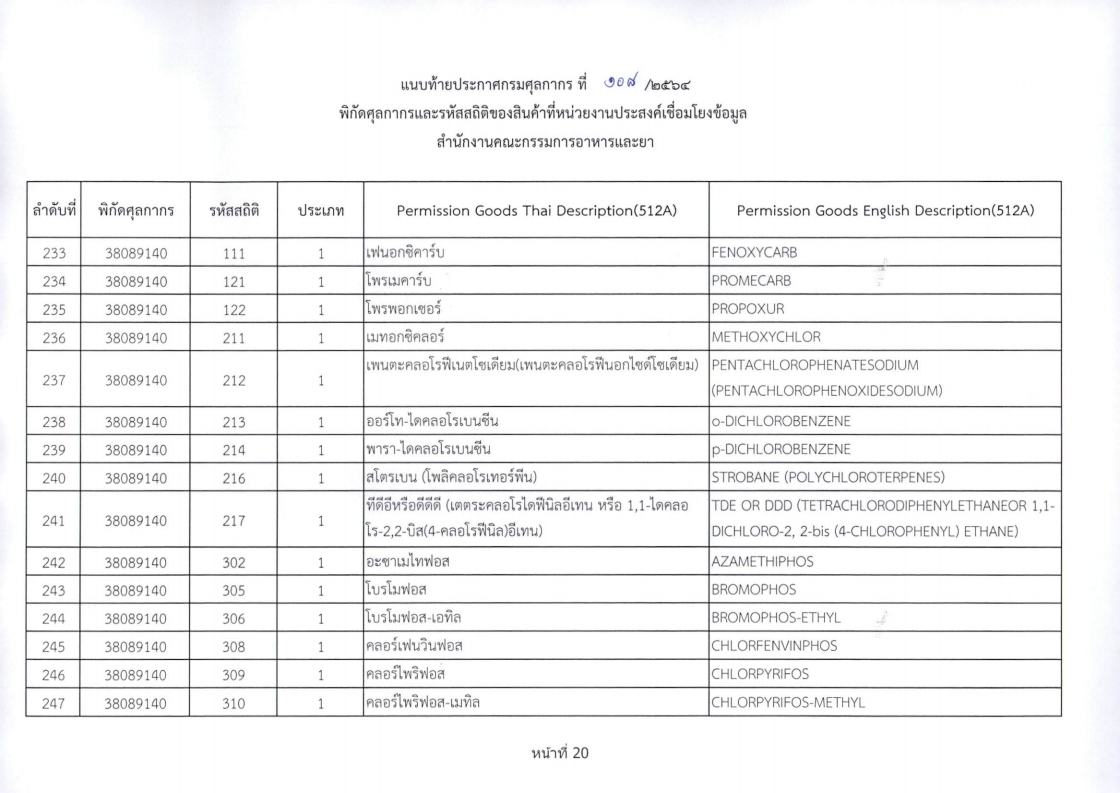 แนบท้ายประกาศกรมศุลกากร ที่ ๑๐๘ /๒๕๖๔
พิกัดศุลกากรและรหัสสถิติของสินค้าที่หน่วยงานประสงค์เชื่อมโยงข้อมูล
สำนักงานคณะกรรมการอาหารและยา
ลำดับที่ พิกัดศุลกากร รหัสสถิติ ประเภท Permission Goods Thai Description(512A) Permission Goods English Description(512A)
233 38089140 111 1 เฟนอกซิคาร์บ FENOXYCARB
234 38089140 121 1 โพรเมคาร์บ PROMECARB
235 38089140 122 1 โพรพอกเซอร์ PROPOXUR
236 38089140 211 1 เมทอกซิคลอร์ METHOXYCHLOR
237 38089140 212 1 เพนตะคลอโรฟีเนตโซเดียม(เพนตะคลอโรฟีนอกไซด์โซเดียม) PENTACHLOROPHENATESODIUM
(PENTACHLOROPHENOXIDESODIUM)
238 38089140 213 1 ออร์โท-ไดคลอโรเบนซีน o-DICHLOROBENZENE
239 38089140 214 1 พารา-ไดคลอโรเบนซีน p-DICHLOROBENZENE
240 38089140 216 1 สโตรเบน (โพลิคลอโรเทอร์พีน) STROBANE (POLYCHLOROTERPENES)
241 38089140 217 1 ทีดีอีหรือดีดีดี (เตตระคลอโรไดฟีนิลอีเทน หรือ 1,1-ไดคลอ TDE OR DDD (TETRACHLORODIPHENYLETHANEOR 1,1-
โร-2,2-บิส(4-คลอโรฟีนิล)อีเทน) DICHLORO-2, 2-bis (4-CHLOROPHENYL) ETHANE)
242 38089140 302 1 อะซาเมไทฟอส AZAMETHIPHOS
243 38089140 305 1 โบรโมฟอส BROMOPHOS
244 38089140 306 1 โบรโมฟอส-เอทิล BROMOPHOS-ETHYL
245 38089140 308 1 คลอร์เฟนวินฟอส CHLORFENVINPHOS
246 38089140 309 1 คลอร์ไพริฟอส CHLORPYRIFOS
247 38089140 310 1 คลอร์ไพริฟอส-เมทิล CHLORPYRIFOS-METHYL
หน้าที่ 20